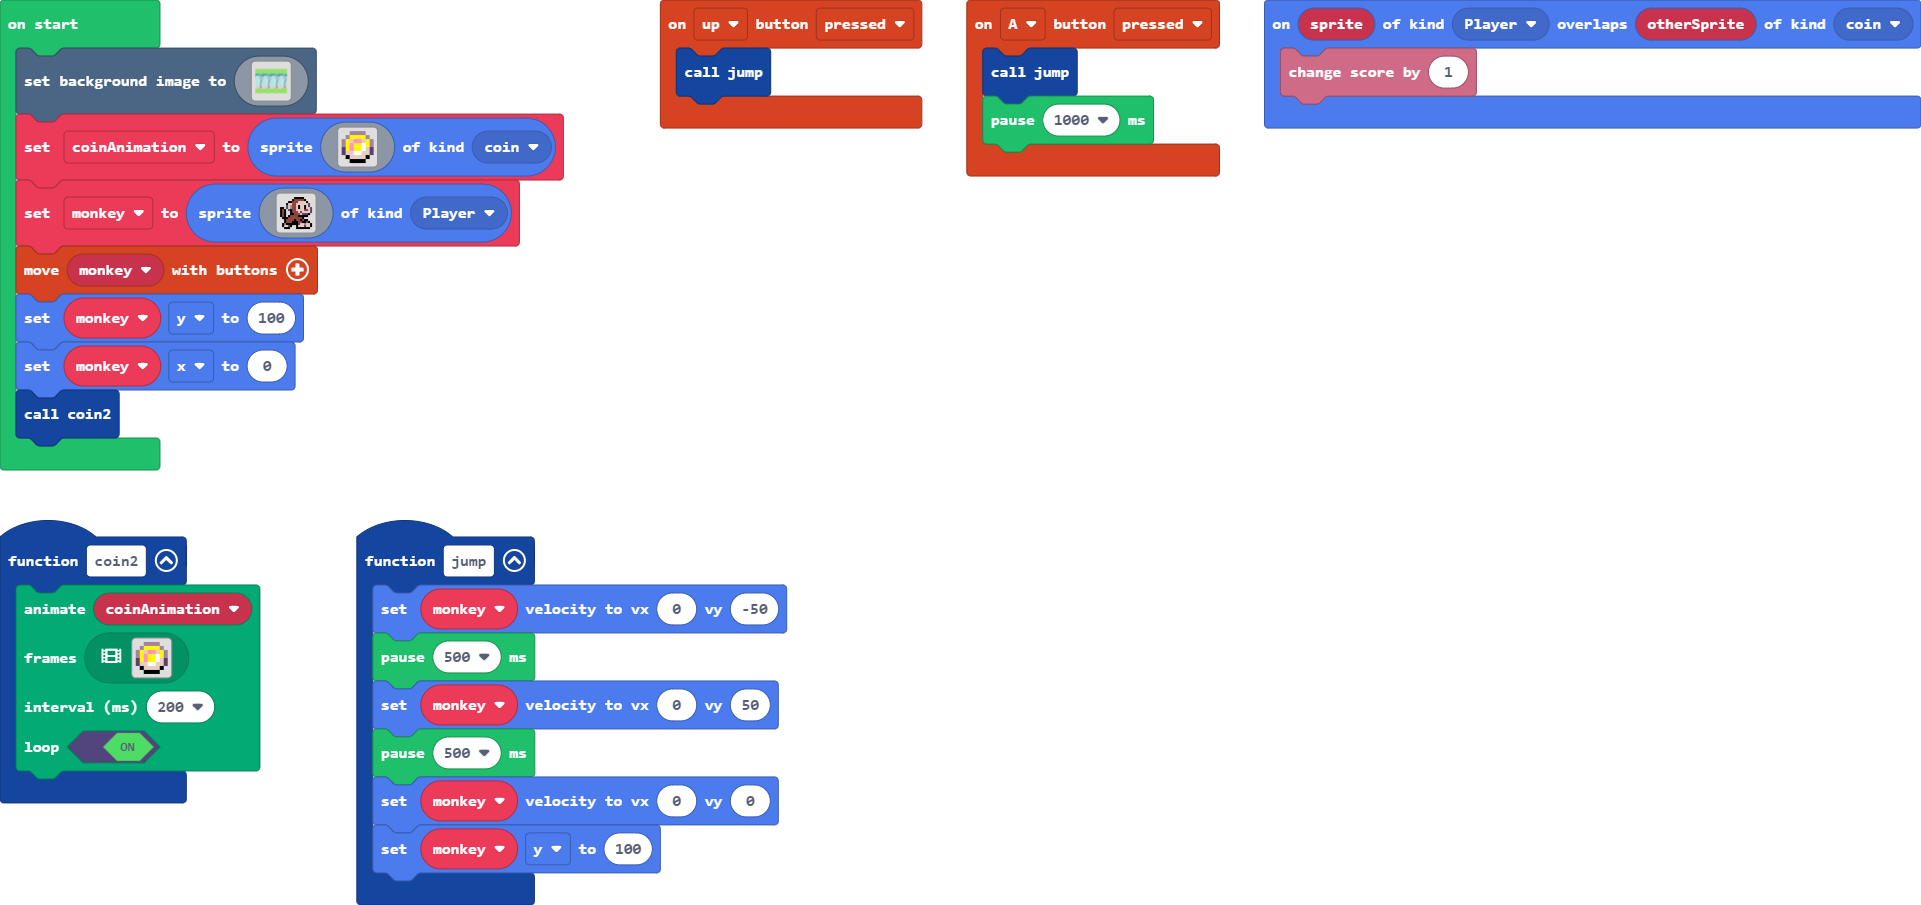 on start
set background image to
set coinAnimation to sprite of kind coin
set monkey to sprite of kind Player
move monkey with buttons
set monkey y to 100
set monkey x to 0
call coin2
on up button pressed
call jump
on A button pressed
call jump
pause 1000 ms
on sprite of kind Player overlaps otherSprite of kind coin
change score by 1
function coin2
animate coinAnimation
frames
interval (ms) 200
loop ON
function jump
set monkey velocity to vx 0 vy -50
pause 500 ms
set monkey velocity to vx 0 vy 50
pause 500 ms
set monkey velocity to vx 0 vy 0
set monkey y to 100